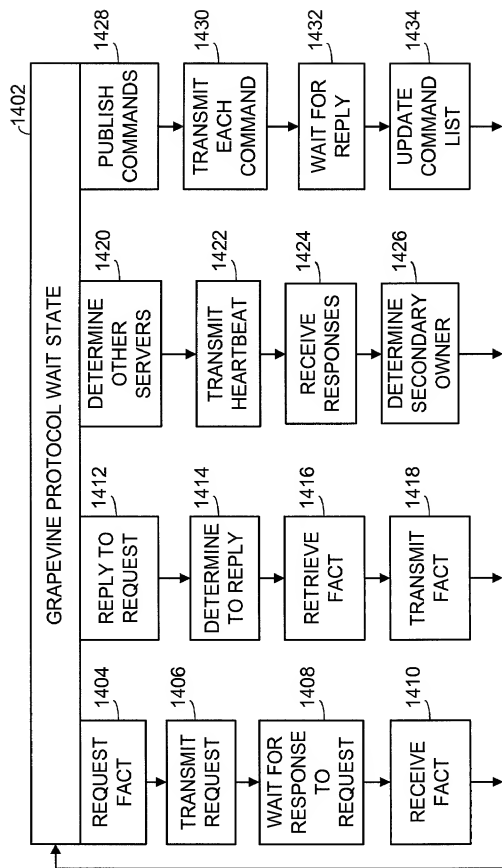 1402
GRAPEVINE PROTOCOL WAIT STATE
1404
REQUEST
FACT
1406
TRANSMIT
REQUEST
1408
WAIT FOR
RESPONSE
TO
REQUEST
1410
RECEIVE
FACT
1412
REPLY TO
REQUEST
1414
DETERMINE
TO REPLY
1416
RETRIEVE
FACT
1418
TRANSMIT
FACT
1420
DETERMINE
OTHER
SERVERS
1422
TRANSMIT
HEARTBEAT
1424
RECEIVE
RESPONSES
1426
DETERMINE
SECONDARY
OWNER
1428
PUBLISH
COMMANDS
1430
TRANSMIT
EACH
COMMAND
1432
WAIT FOR
REPLY
1434
UPDATE
COMMAND
LIST